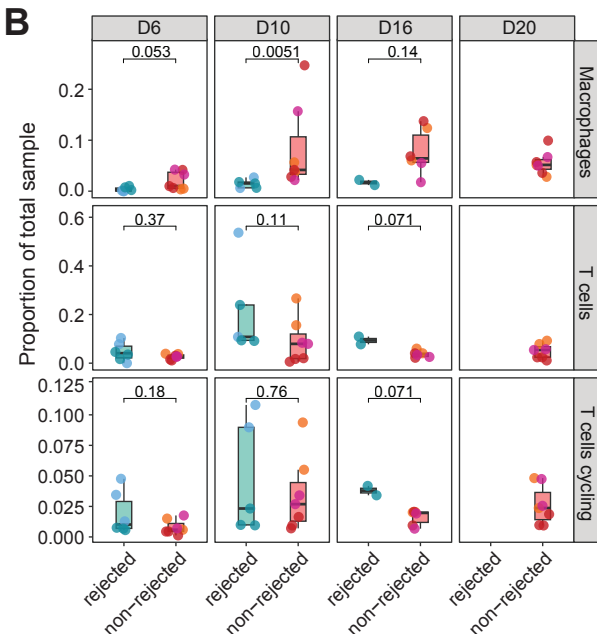 B
D6 D10 D16 D20
Proportion of total sample
0.053 0.0051 0.14
0.2
0.1
0.0
Macrophages
0.37 0.11 0.071
0.6
0.4
0.2
0.0
T cells
0.18 0.76 0.071
0.125
0.100
0.075
0.050
0.025
0.000
T cells cycling
rejected non−rejected rejected non−rejected rejected non−rejected rejected non−rejected